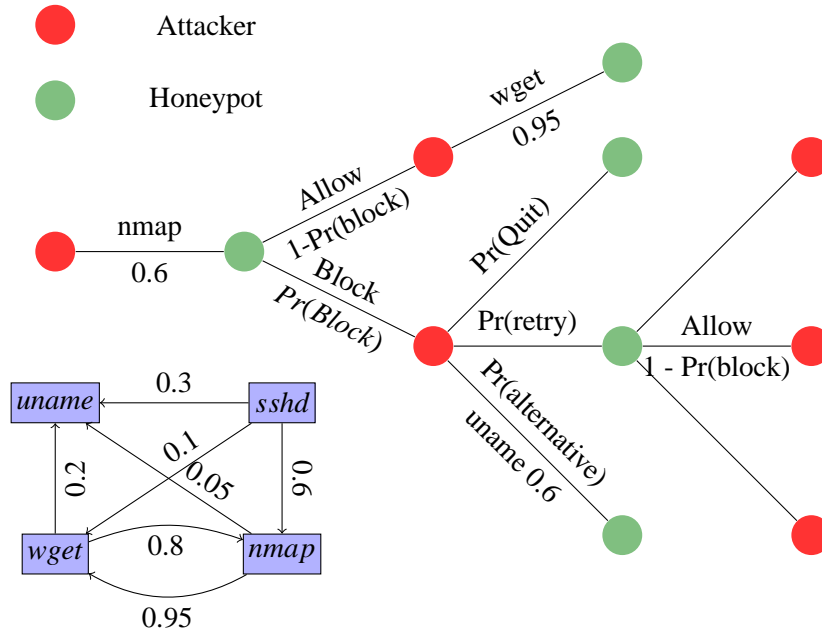 Attacker
Honeypot
wget
0.95
Allow
1-Pr(block)
nmap
0.6
Block
Pr(Block)
Pr(Quit)
Pr(retry)
Allow
1 - Pr(block)
Pr(alternative)
uname 0.6
uname
0.3
sshd
0.2
0.1
0.05
0.6
wget
0.8
nmap
0.95